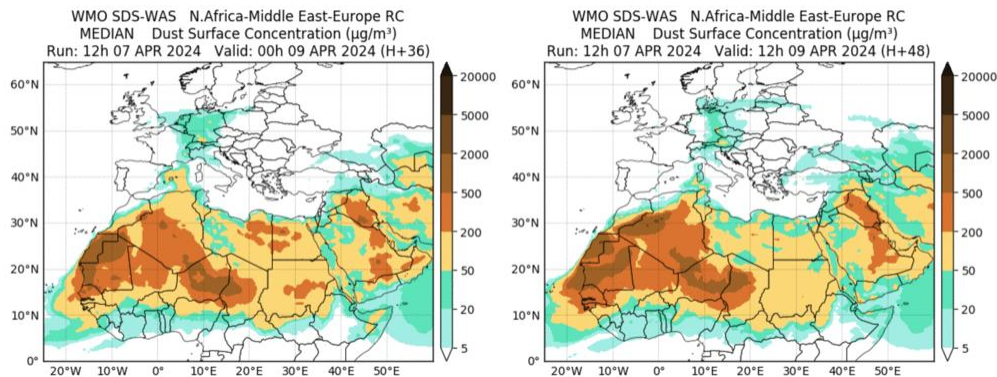 WMO SDS-WAS N.Africa-Middle East-Europe RC
MEDIAN Dust Surface Concentration (µg/m³)
Run: 12h 07 APR 2024 Valid: 00h 09 APR 2024 (H+36)
60°N
50°N
40°N
30°N
20°N
10°N
0°
20°W 10°W 0° 10°E 20°E 30°E 40°E 50°E
20000
5000
2000
500
200
50
20
5
WMO SDS-WAS N.Africa-Middle East-Europe RC
MEDIAN Dust Surface Concentration (µg/m³)
Run: 12h 07 APR 2024 Valid: 12h 09 APR 2024 (H+48)
60°N
50°N
40°N
30°N
20°N
10°N
0°
20°W 10°W 0° 10°E 20°E 30°E 40°E 50°E
20000
5000
2000
500
200
50
20
5